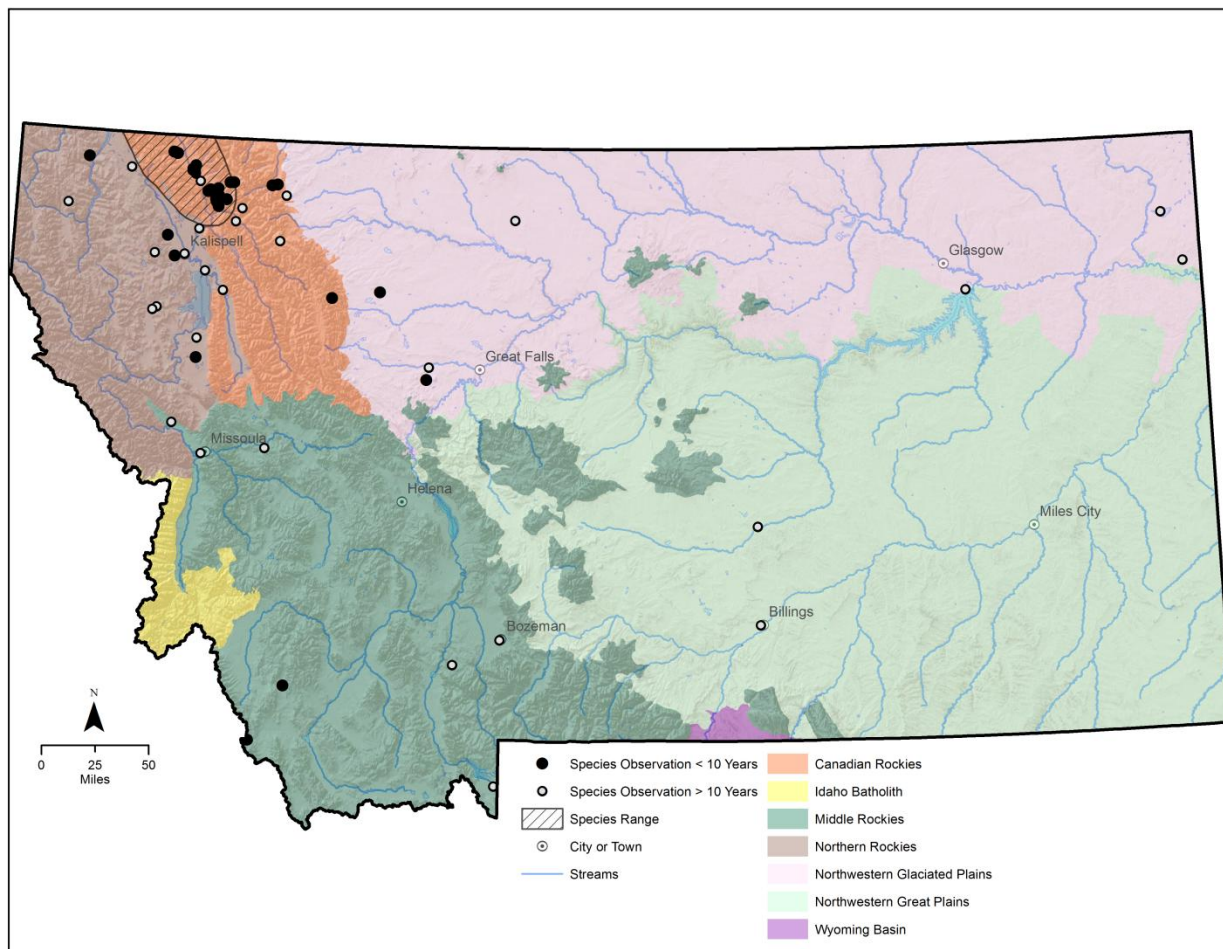 Kalispell
Glasgow
Great Falls
Missoula
Helena
Miles City
Billings
Bozeman
N
0 25 50
Miles
Species Observation < 10 Years
Species Observation > 10 Years
Species Range
City or Town
Streams
Canadian Rockies
Idaho Batholith
Middle Rockies
Northern Rockies
Northwestern Glaciated Plains
Northwestern Great Plains
Wyoming Basin